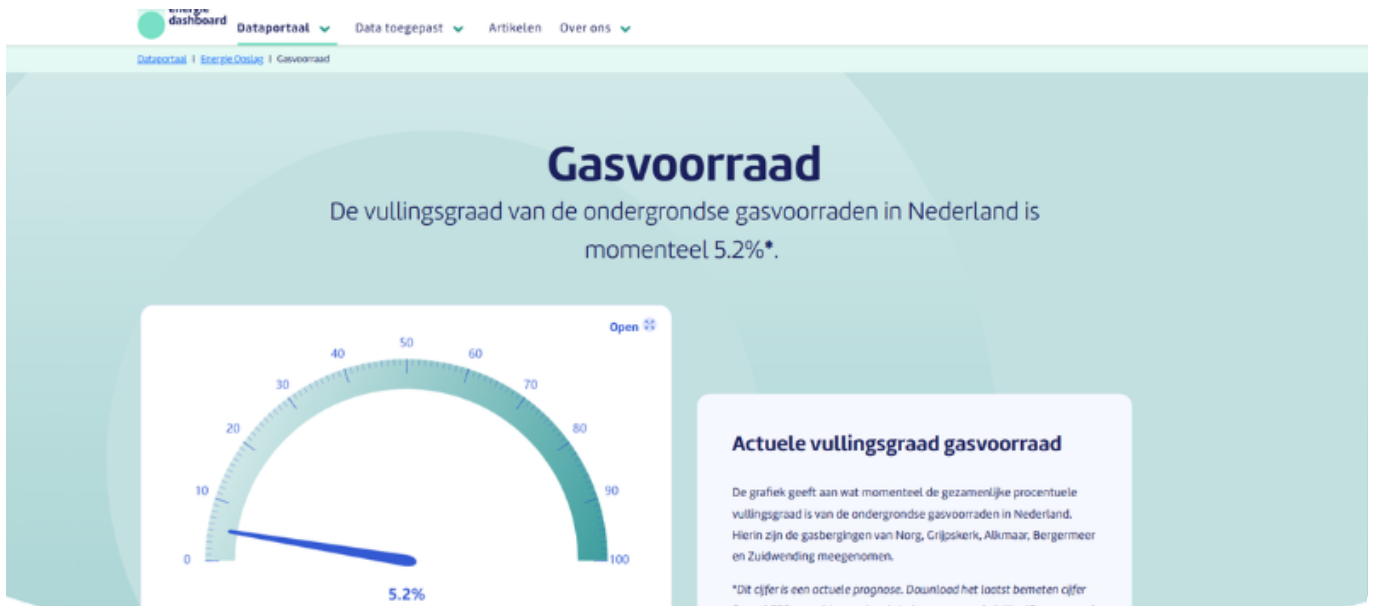 energie
dashboard
Dataportaal
Data toegepast
Artikelen
Over ons
Dataportaal | Energie Opslag | Gasvoorraad
Gasvoorraad
De vullingsgraad van de ondergrondse gasvoorraden in Nederland is
momenteel 5.2%*.
Open
0
10
20
30
40
50
60
70
80
90
100
5.2%
Actuele vullingsgraad gasvoorraad
De grafiek geeft aan wat momenteel de gezamenlijke procentuele
vullingsgraad is van de ondergrondse gasvoorraden in Nederland.
Hierin zijn de gasbergingen van Norg, Grijpskerk, Alkmaar, Bergermeer
en Zuidwending meegenomen.
*Dit cijfer is een actuele prognose. Download het laatst bemeten cijfer